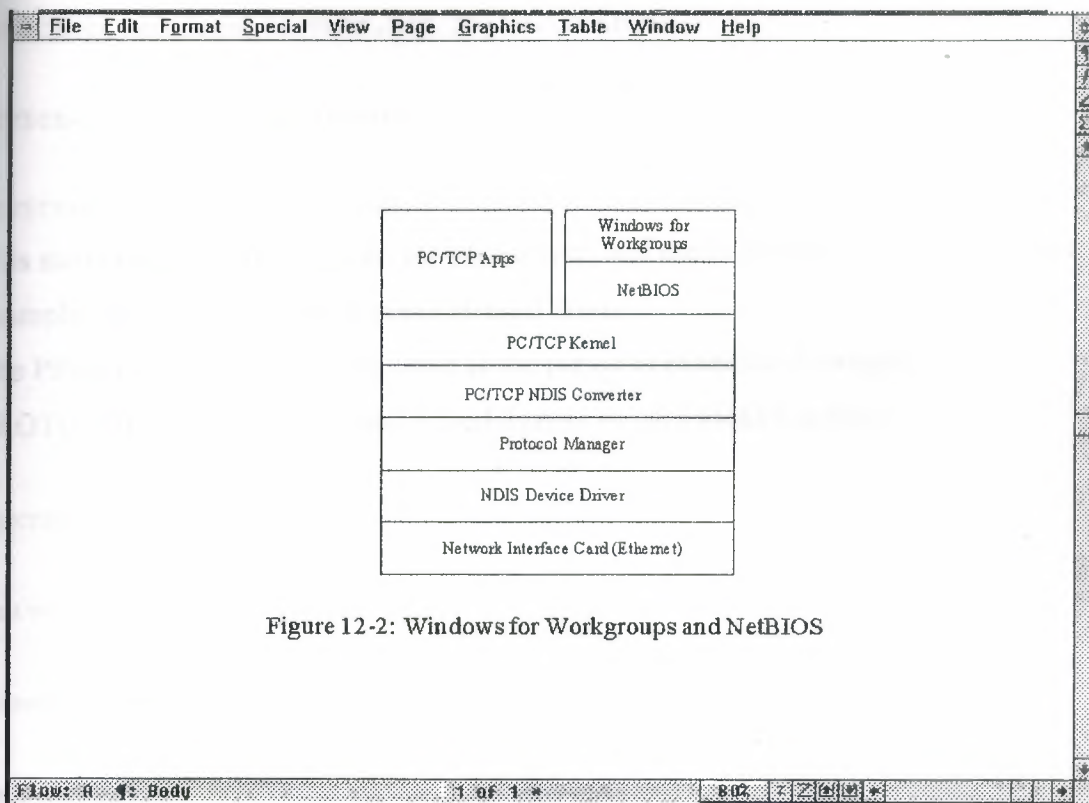 File Edit Format Special View Page Graphics Table Window Help
PC/TCP Apps
Windows for
Workgroups
NetBIOS
PC/TCP Kernel
PC/TCP NDIS Converter
Protocol Manager
NDIS Device Driver
Network Interface Card (Ethernet)
Figure 12-2: Windows for Workgroups and NetBIOS
Flow: A ¶: Body 1 of 1 * 80%